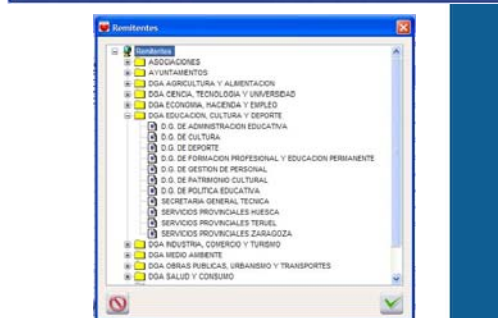 Remitentes
Remitentes
ASOCIACIONES
AYUNTAMIENTOS
DGA AGRICULTURA Y ALIMENTACION
DGA CIENCIA, TECNOLOGIA Y UNIVERSIDAD
DGA ECONOMIA, HACIENDA Y EMPLEO
DGA EDUCACION, CULTURA Y DEPORTE
D.G. DE ADMINISTRACION EDUCATIVA
D.G. DE CULTURA
D.G. DE DEPORTE
D.G. DE FORMACION PROFESIONAL Y EDUCACION PERMANENTE
D.G. DE GESTION DE PERSONAL
D.G. DE PATRIMONIO CULTURAL
D.G. DE POLITICA EDUCATIVA
SECRETARIA GENERAL TECNICA
SERVICIOS PROVINCIALES HUESCA
SERVICIOS PROVINCIALES TERUEL
SERVICIOS PROVINCIALES ZARAGOZA
DGA INDUSTRIA, COMERCIO Y TURISMO
DGA MEDIO AMBIENTE
DGA OBRAS PUBLICAS, URBANISMO Y TRANSPORTES
DGA SALUD Y CONSUMO